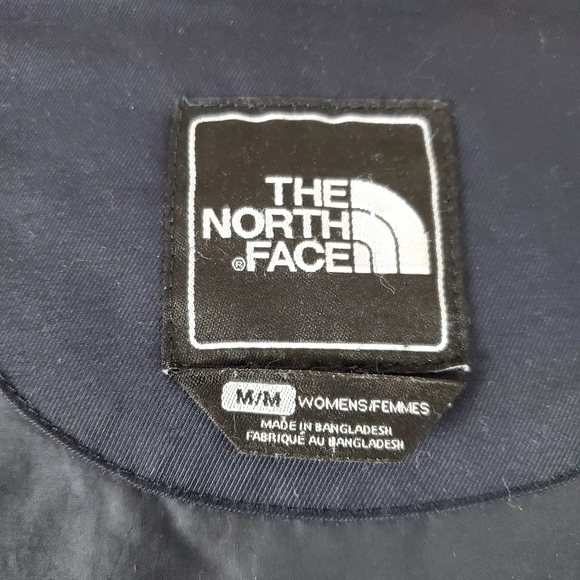 THE
NORTH
®FACE
M/M WOMENS/FEMMES
MADE IN BANGLADESH
FABRIQUÉ AU BANGLADESH